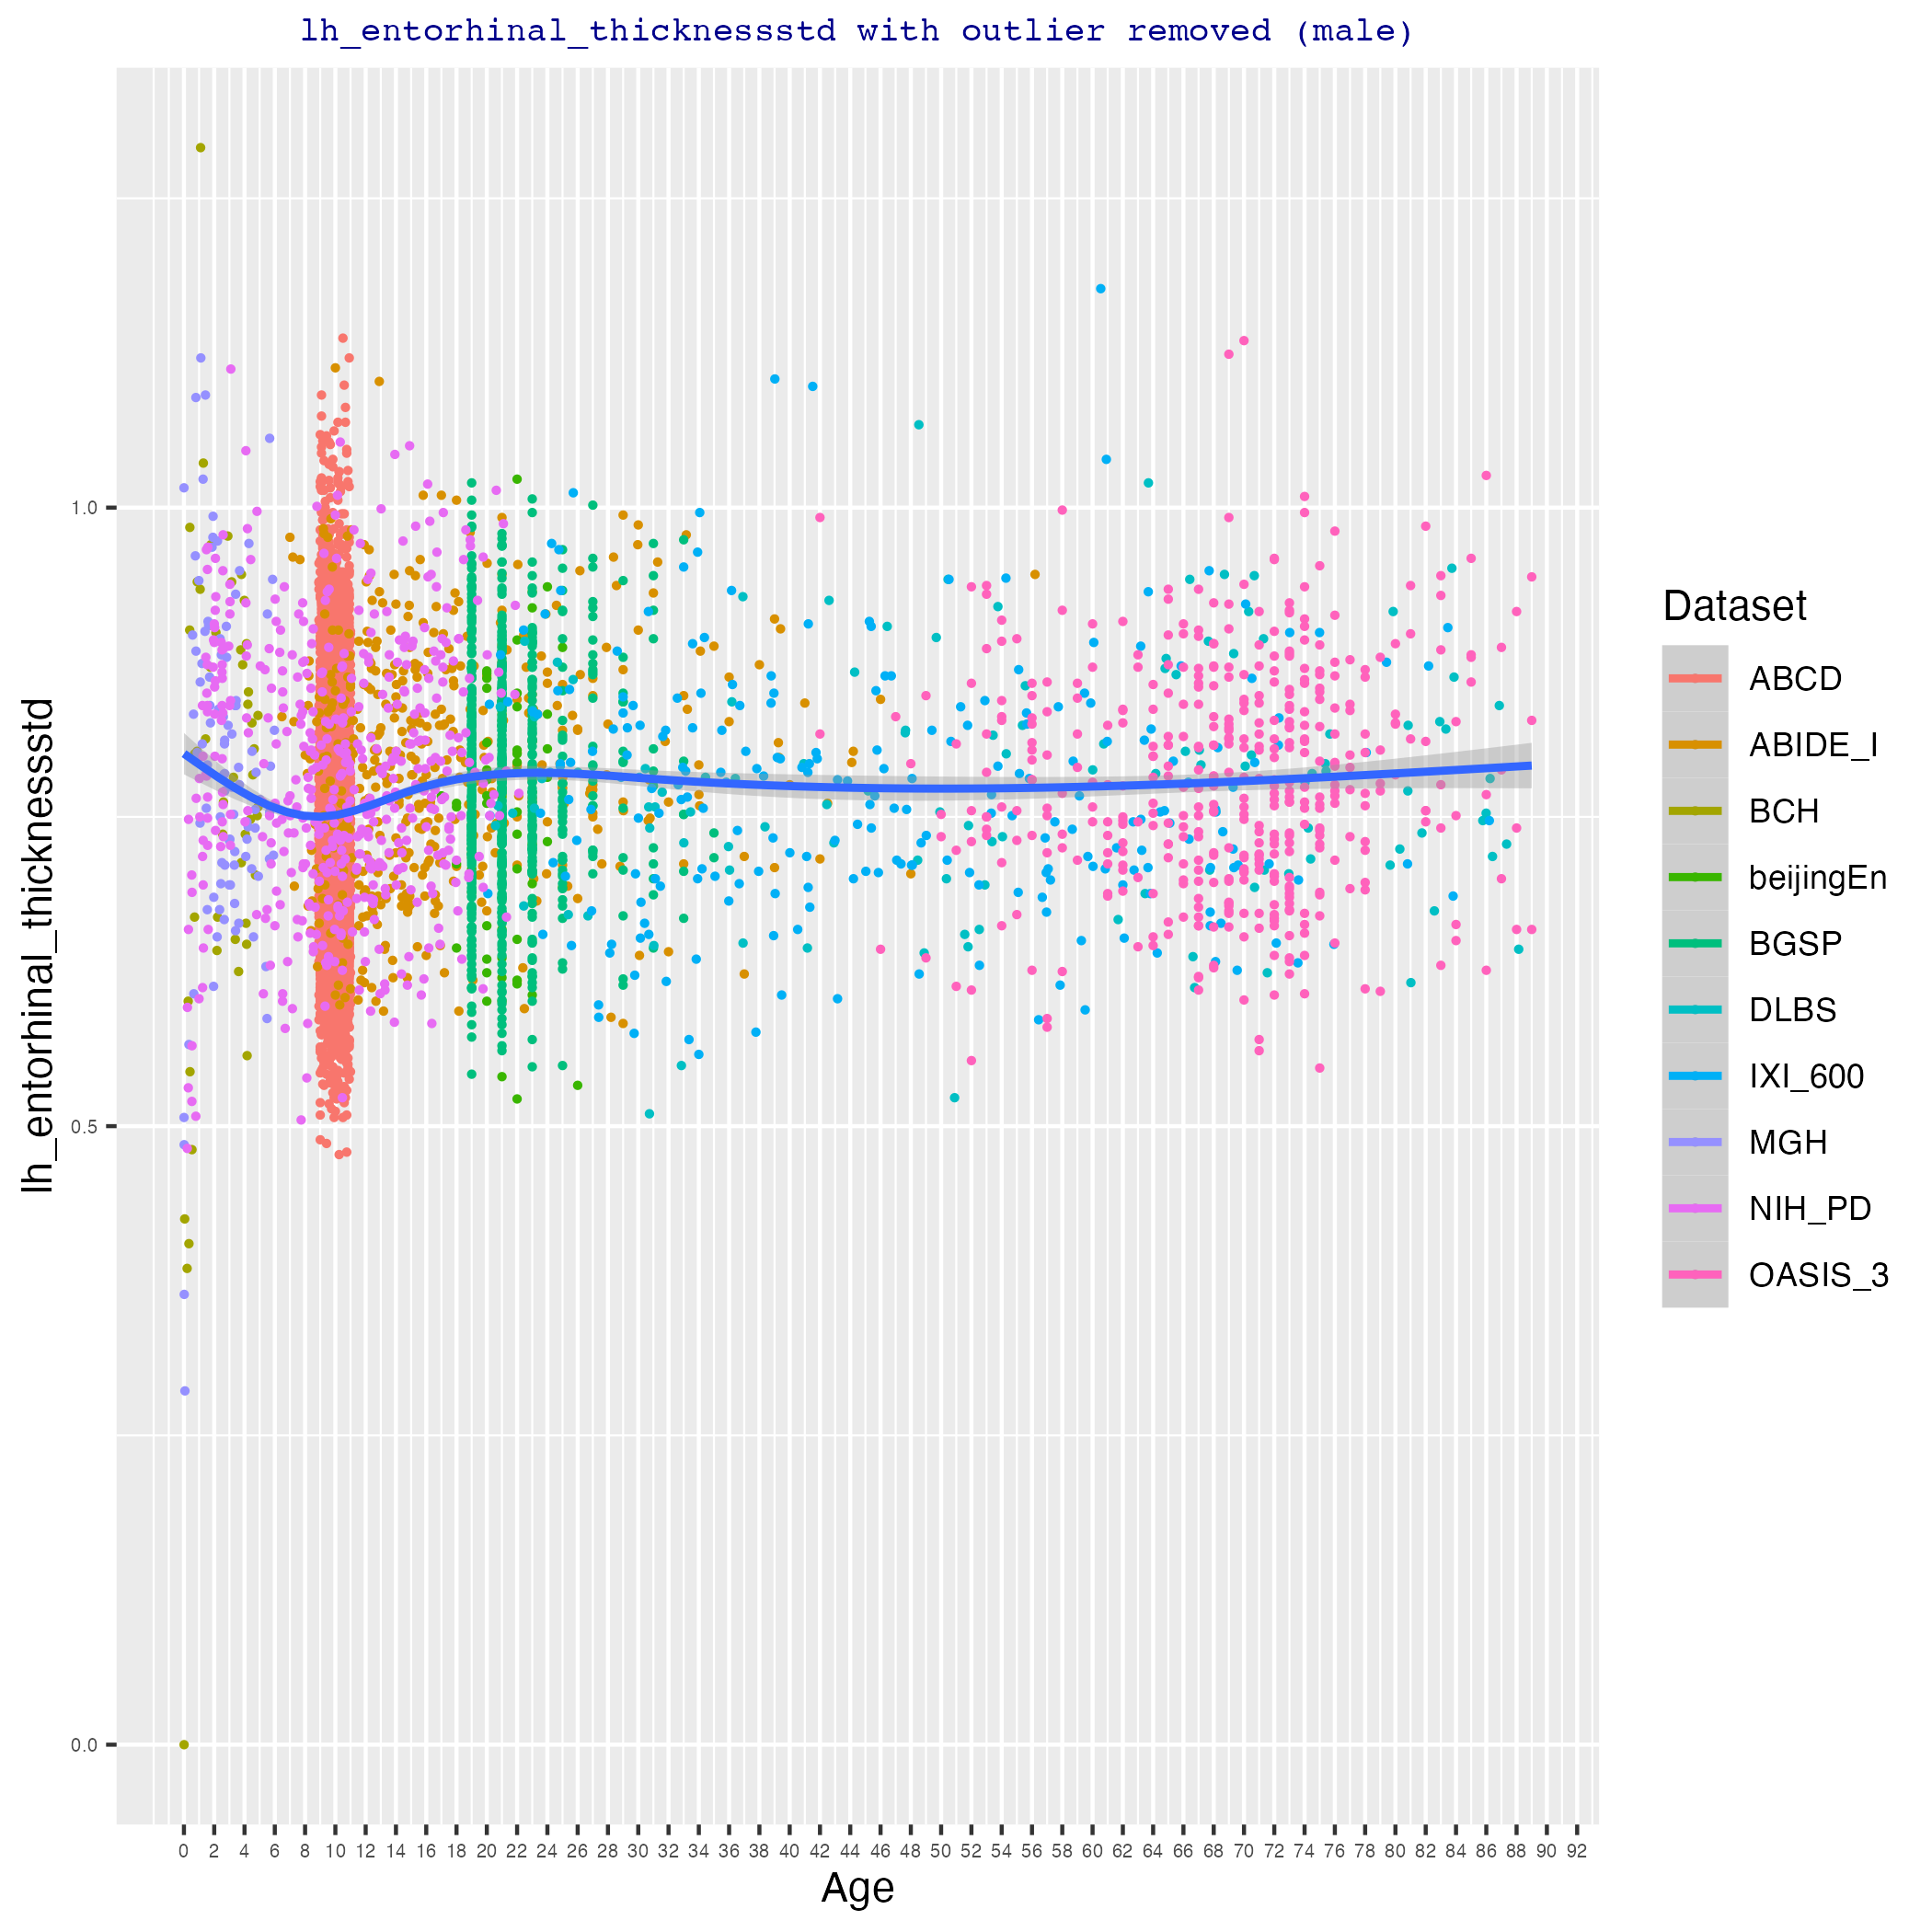 lh_entorhinal_thicknessstd with outlier removed (male)
lh_entorhinal_thicknessstd
1.0
0.5
0.0
0 2 4 6 8 10 12 14 16 18 20 22 24 26 28 30 32 34 36 38 40 42 44 46 48 50 52 54 56 58 60 62 64 66 68 70 72 74 76 78 80 82 84 86 88 90 92
Age
Dataset
ABCD
ABIDE_I
BCH
beijingEn
BGSP
DLBS
IXI_600
MGH
NIH_PD
OASIS_3